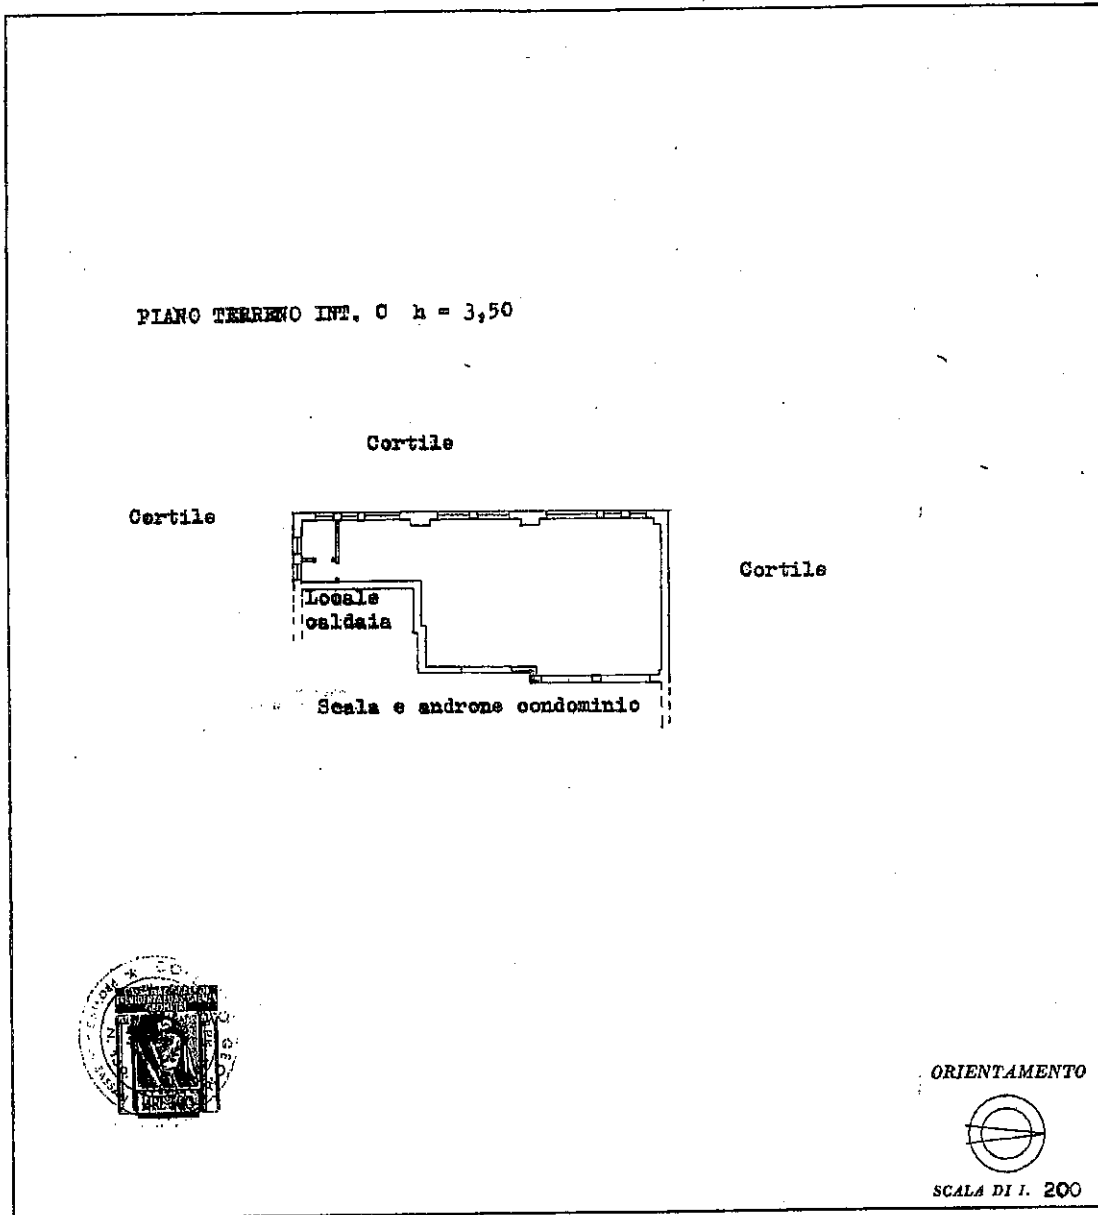 PIANO TERRENO INT. C h = 3,50
Cortile
Cortile
Cortile
Locale
caldaia
Scala e androne condominio
ORIENTAMENTO
SCALA DI 1. 200